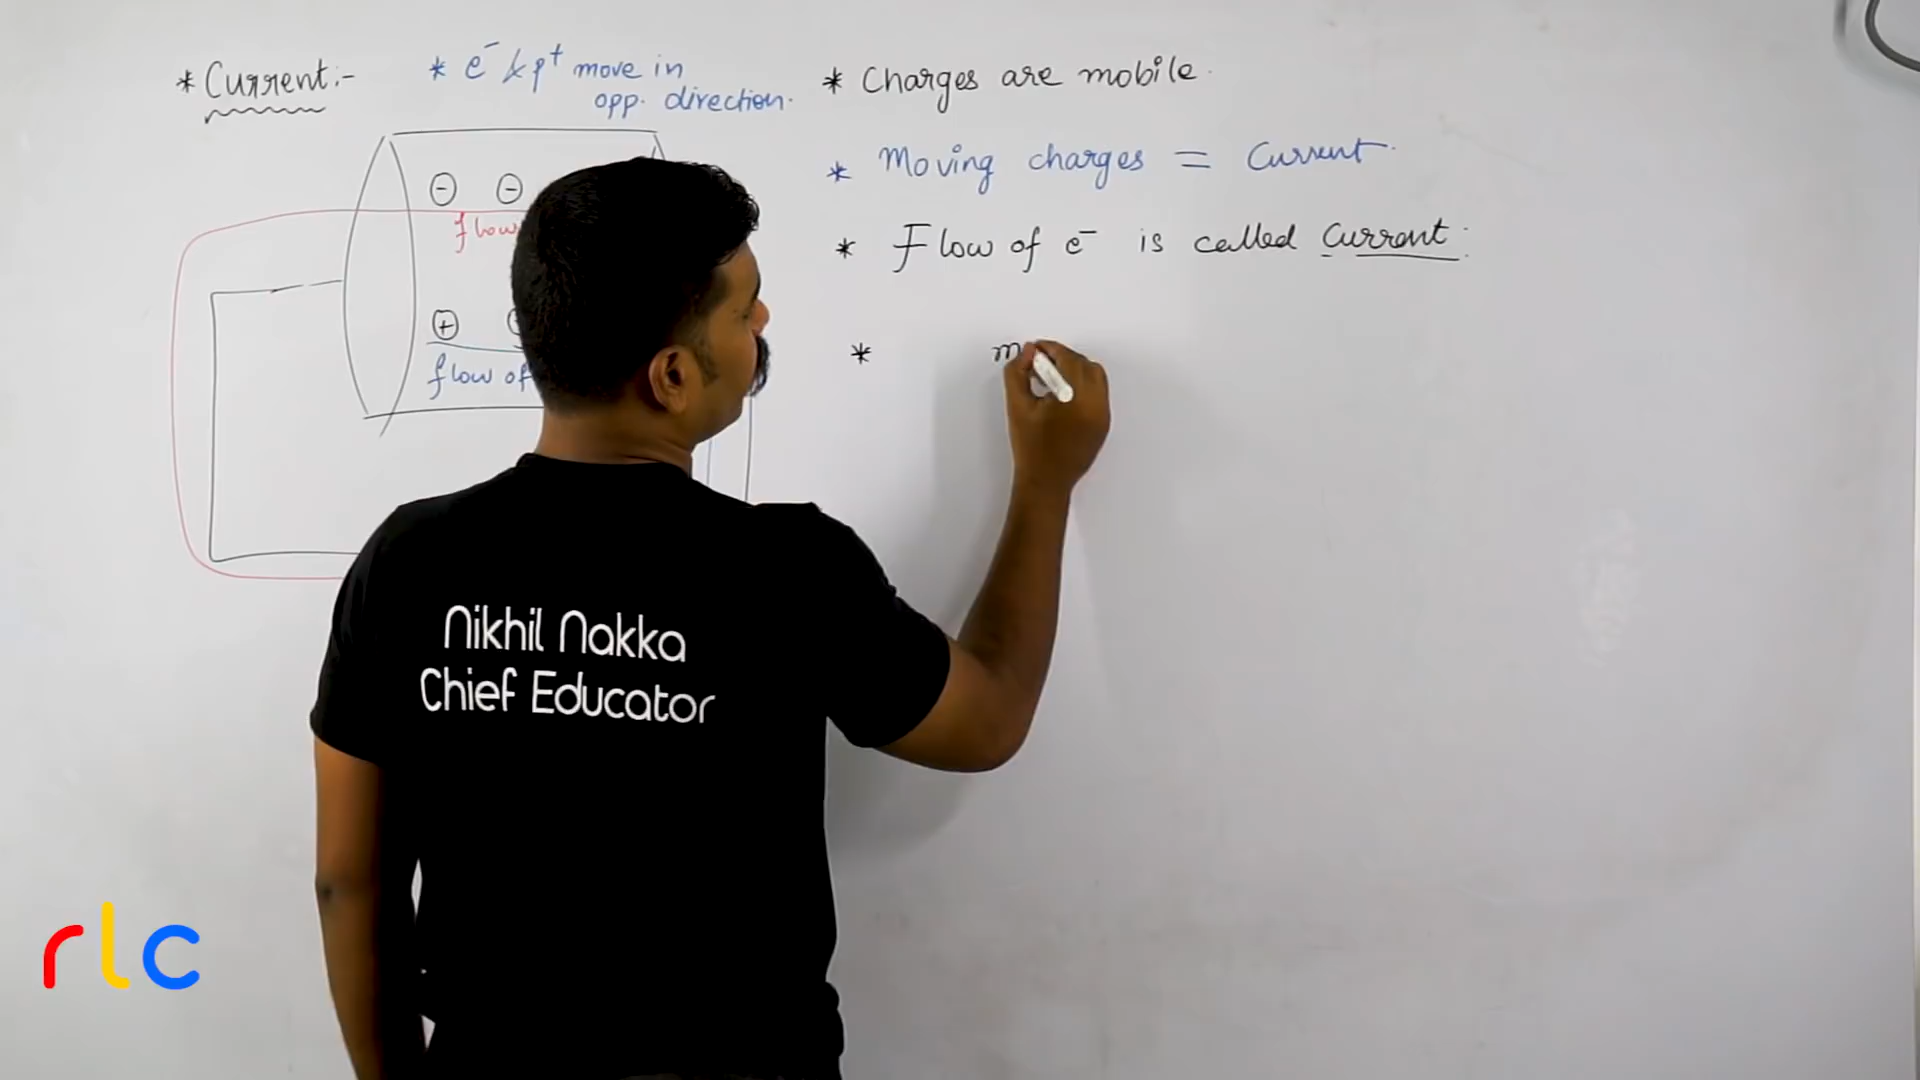 * Current:-
* e⁻ & p⁺ move in
opp. direction.
* Charges are mobile.
* Moving charges = Current.
* Flow of e⁻ is called Current.
*
⊖ ⊖
flow
⊕
flow of
Nikhil Nakka
Chief Educator
rlc